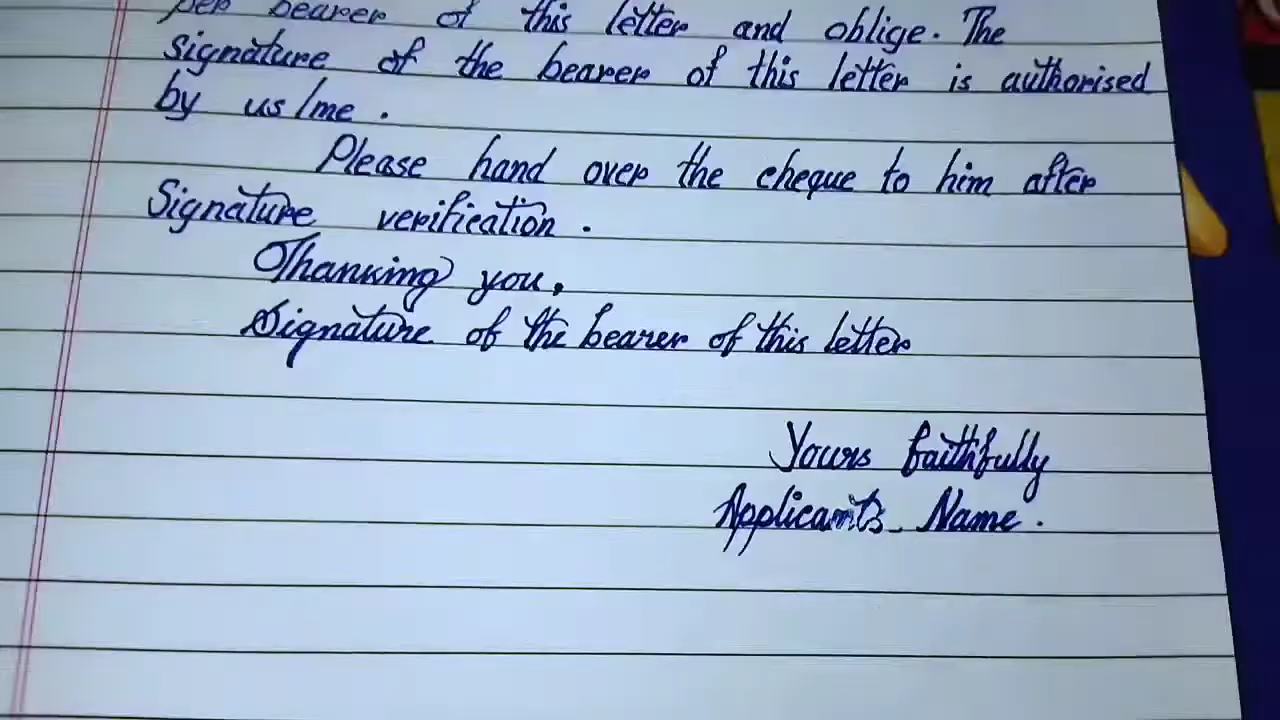 per bearer of this letter and oblige. The
signature of the bearer of this letter is authorised
by us/me.
Please hand over the cheque to him after
Signature verification.
Thanking you,
Signature of the bearer of this letter
Yours faithfully
Applicants Name.